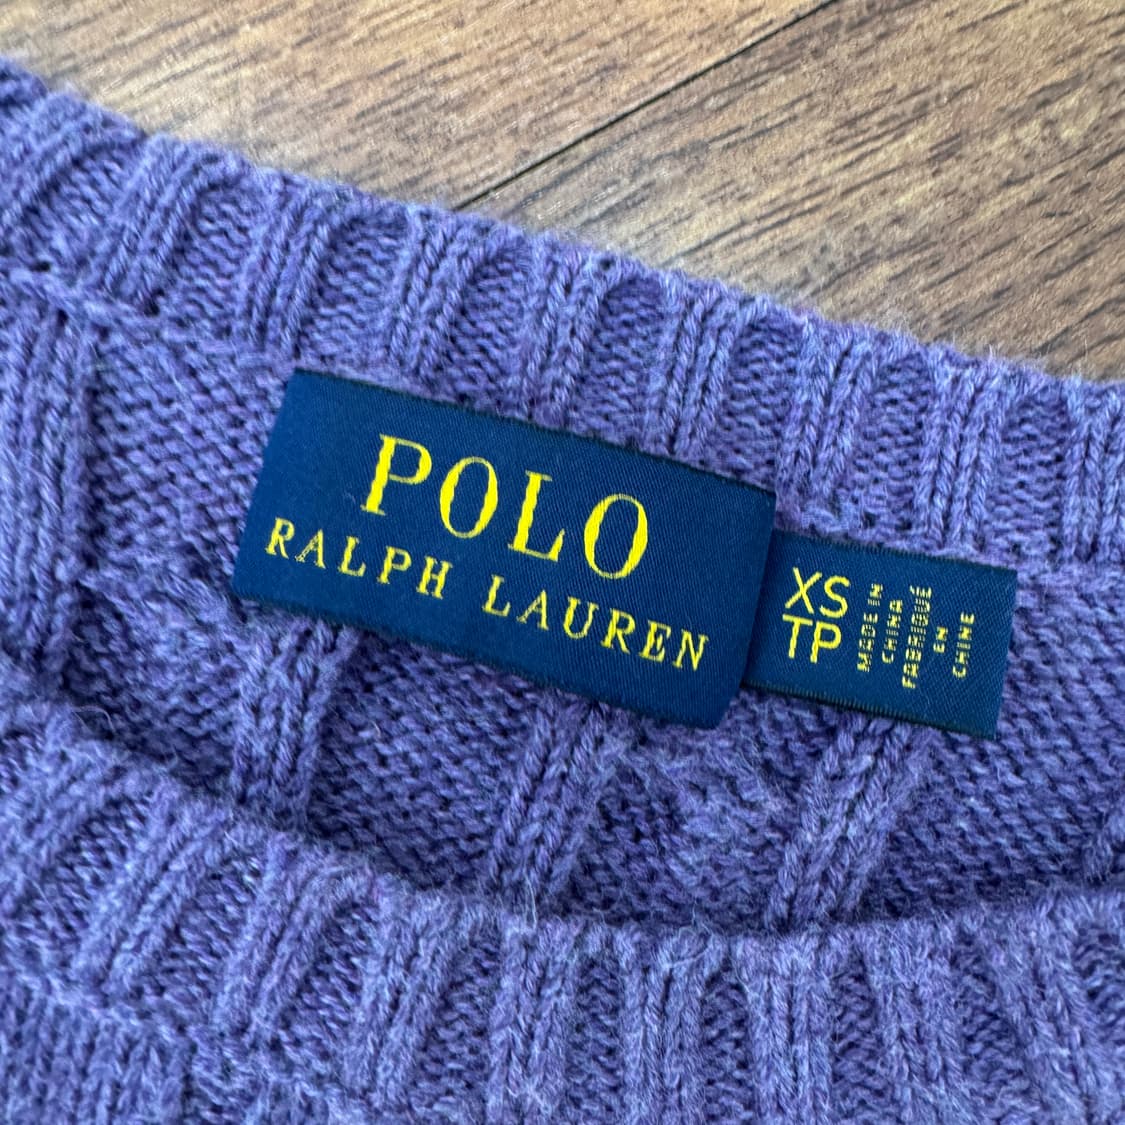 POLO
RALPH LAUREN
XS
TP
MADE IN
CHINA
FABRIQUÉ
EN
CHINE